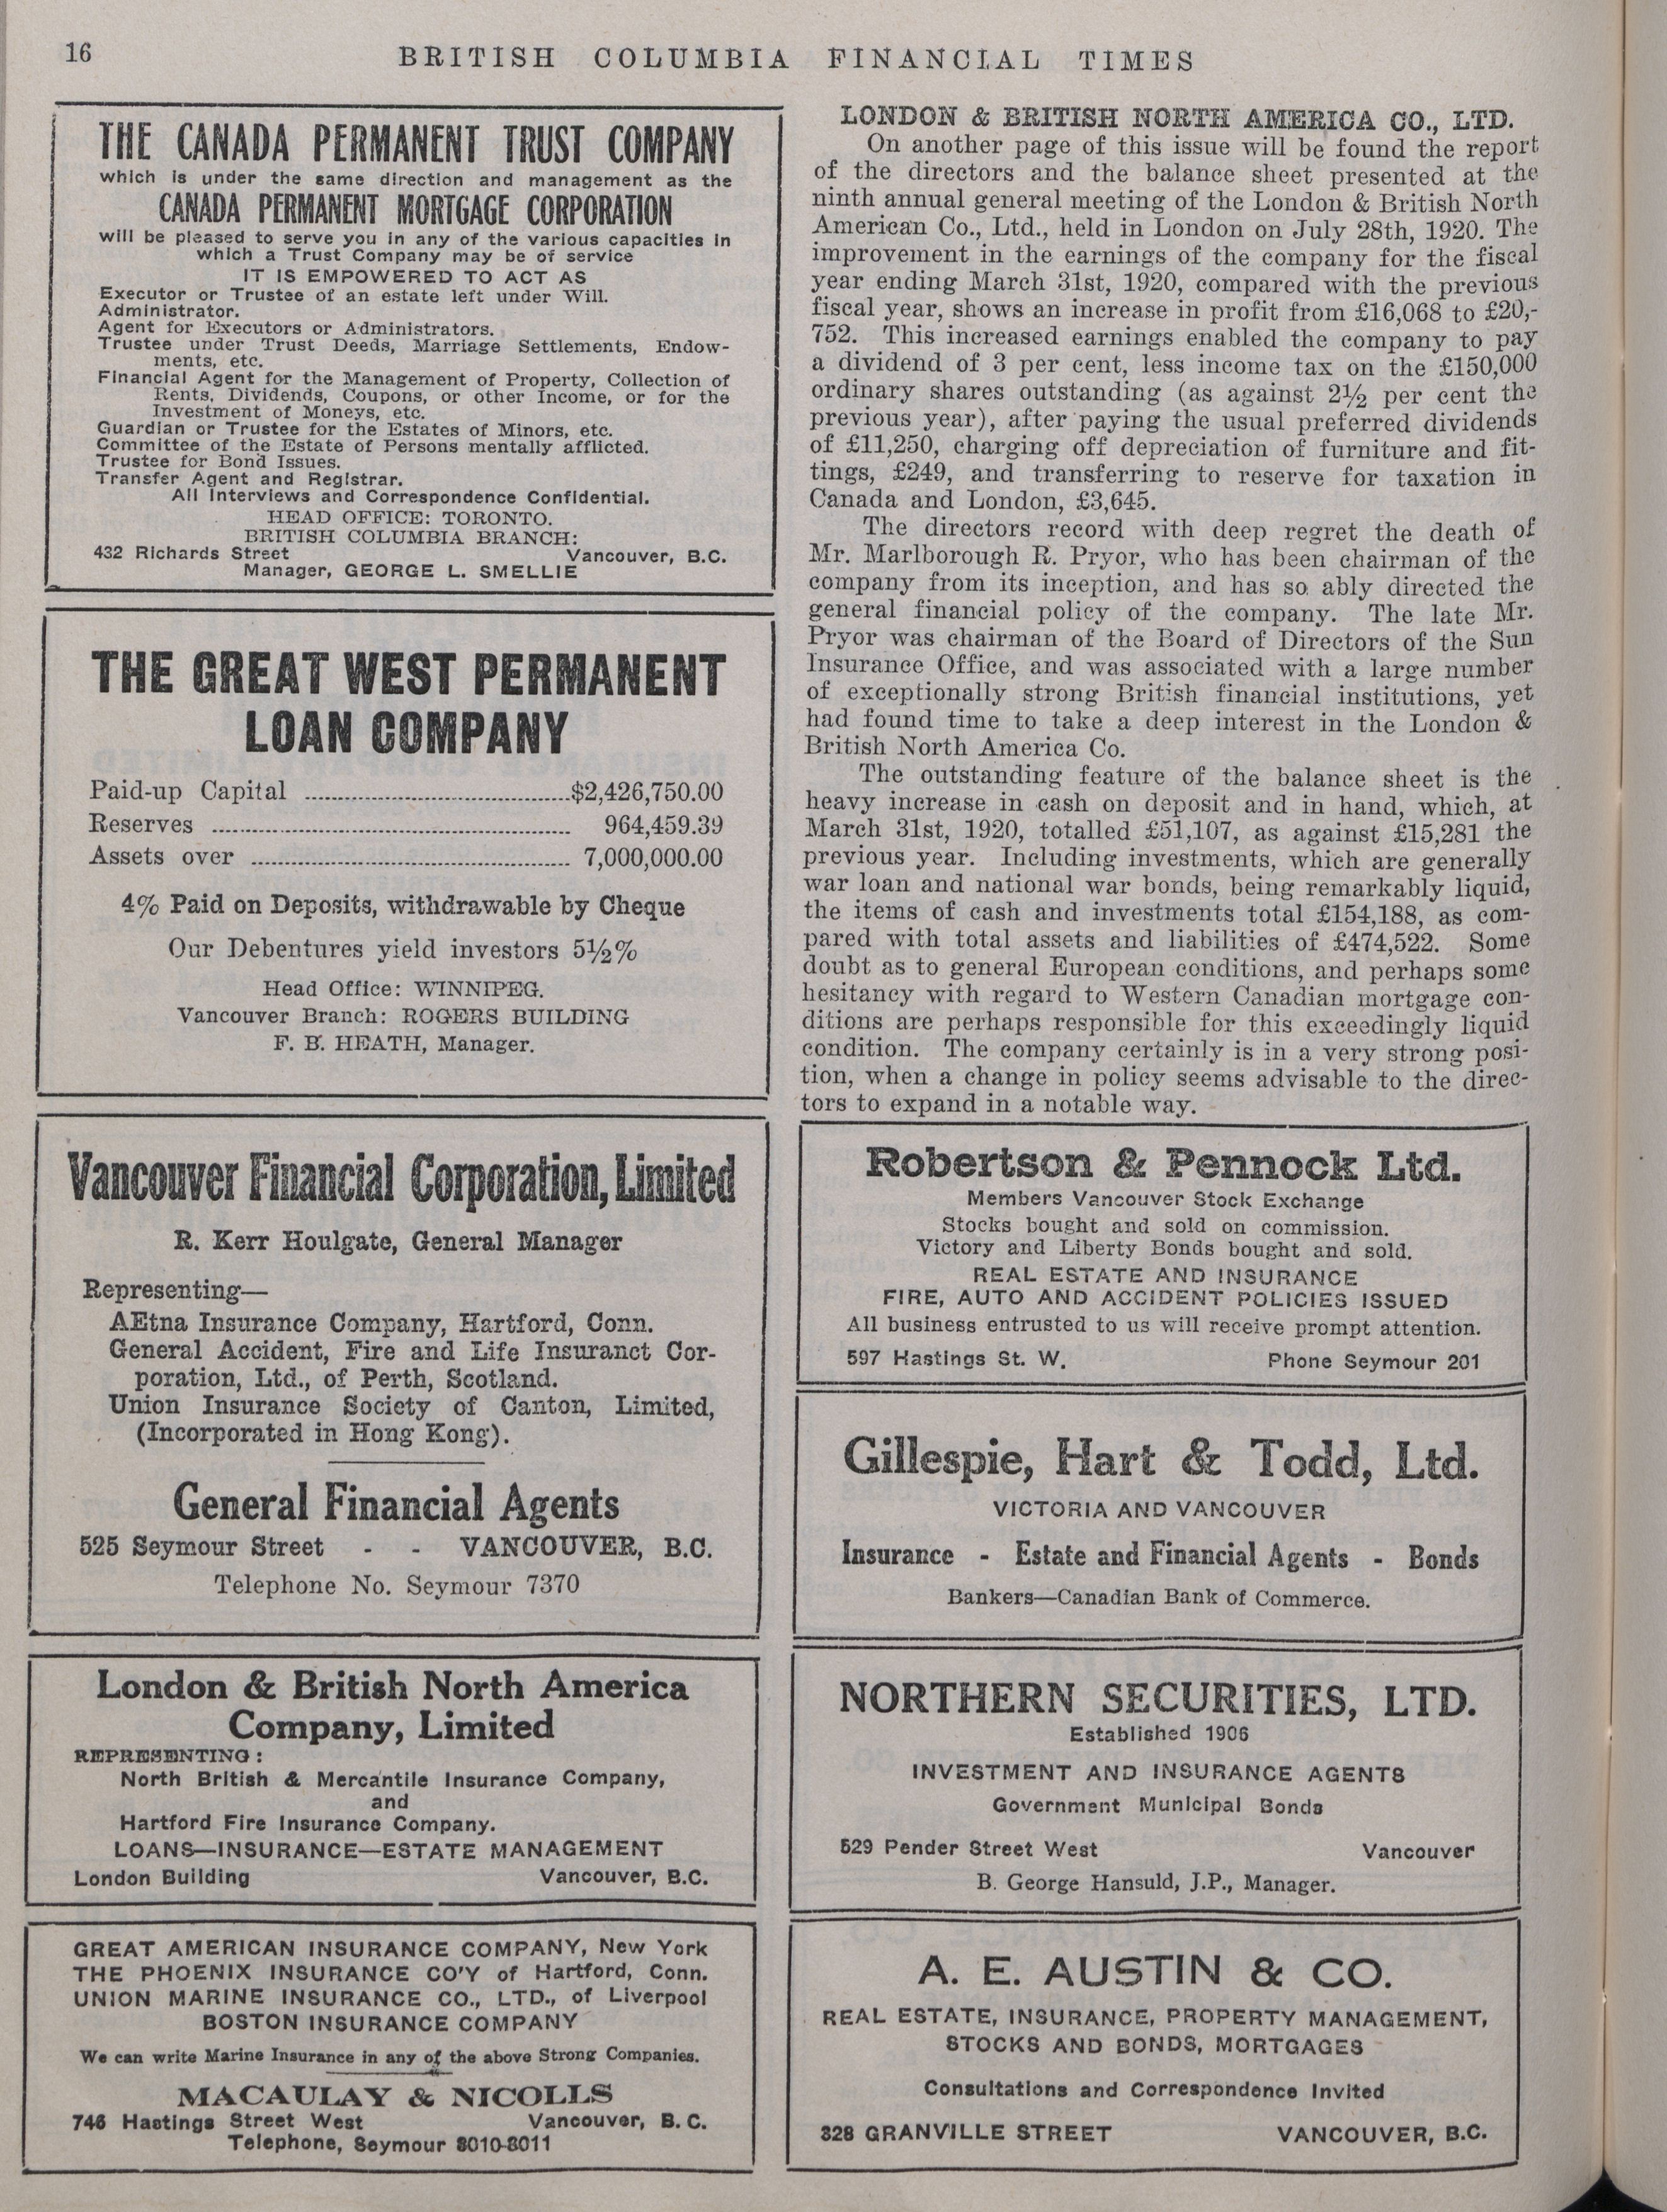 16
BRITISH COLUMBIA FINANCIAL TIMES
THE CANADA PERMANENT TRUST COMPANY
which is under the same direction and management as the
CANADA PERMANENT MORTGAGE CORPORATION
will be pleased to serve you in any of the various capacities in
which a Trust Company may be of service
IT IS EMPOWERED TO ACT AS
Executor or Trustee of an estate left under Will.
Administrator.
Agent for Executors or Administrators.
Trustee under Trust Deeds, Marriage Settlements, Endow-
ments, etc.
Financial Agent for the Management of Property, Collection of
Rents, Dividends, Coupons, or other Income, or for the
Investment of Moneys, etc.
Guardian or Trustee for the Estates of Minors, etc.
Committee of the Estate of Persons mentally afflicted.
Trustee for Bond Issues.
Transfer Agent and Registrar.
All Interviews and Correspondence Confidential.
HEAD OFFICE: TORONTO.
BRITISH COLUMBIA BRANCH:
432 Richards Street Vancouver, B.C.
Manager, GEORGE L. SMELLIE
THE GREAT WEST PERMANENT
LOAN COMPANY
Paid-up Capital ........................................$2,426,750.00
Reserves ........................................ 964,459.39
Assets over ........................................ 7,000,000.00
4% Paid on Deposits, withdrawable by Cheque
Our Debentures yield investors 5½%
Head Office: WINNIPEG.
Vancouver Branch: ROGERS BUILDING
F. B. HEATH, Manager.
Vancouver Financial Corporation, Limited
R. Kerr Houlgate, General Manager
Representing—
AEtna Insurance Company, Hartford, Conn.
General Accident, Fire and Life Insuranct Cor-
poration, Ltd., of Perth, Scotland.
Union Insurance Society of Canton, Limited,
(Incorporated in Hong Kong).
General Financial Agents
525 Seymour Street - - VANCOUVER, B.C.
Telephone No. Seymour 7370
London & British North America
Company, Limited
REPRESENTING:
North British & Mercantile Insurance Company,
and
Hartford Fire Insurance Company.
LOANS—INSURANCE—ESTATE MANAGEMENT
London Building Vancouver, B.C.
GREAT AMERICAN INSURANCE COMPANY, New York
THE PHOENIX INSURANCE CO'Y of Hartford, Conn.
UNION MARINE INSURANCE CO., LTD., of Liverpool
BOSTON INSURANCE COMPANY
We can write Marine Insurance in any of the above Strong Companies.
MACAULAY & NICOLLS
746 Hastings Street West Vancouver, B. C.
Telephone, Seymour 8010-8011
LONDON & BRITISH NORTH AMERICA CO., LTD.
On another page of this issue will be found the report
of the directors and the balance sheet presented at the
ninth annual general meeting of the London & British North
American Co., Ltd., held in London on July 28th, 1920. The
improvement in the earnings of the company for the fiscal
year ending March 31st, 1920, compared with the previous
fiscal year, shows an increase in profit from £16,068 to £20,-
752. This increased earnings enabled the company to pay
a dividend of 3 per cent, less income tax on the £150,000
ordinary shares outstanding (as against 2½ per cent the
previous year), after paying the usual preferred dividends
of £11,250, charging off depreciation of furniture and fit-
tings, £249, and transferring to reserve for taxation in
Canada and London, £3,645.
The directors record with deep regret the death of
Mr. Marlborough R. Pryor, who has been chairman of the
company from its inception, and has so ably directed the
general financial policy of the company. The late Mr.
Pryor was chairman of the Board of Directors of the Sun
Insurance Office, and was associated with a large number
of exceptionally strong British financial institutions, yet
had found time to take a deep interest in the London &
British North America Co.
The outstanding feature of the balance sheet is the
heavy increase in cash on deposit and in hand, which, at
March 31st, 1920, totalled £51,107, as against £15,281 the
previous year. Including investments, which are generally
war loan and national war bonds, being remarkably liquid,
the items of cash and investments total £154,188, as com-
pared with total assets and liabilities of £474,522. Some
doubt as to general European conditions, and perhaps some
hesitancy with regard to Western Canadian mortgage con-
ditions are perhaps responsible for this exceedingly liquid
condition. The company certainly is in a very strong posi-
tion, when a change in policy seems advisable to the direc-
tors to expand in a notable way.
Robertson & Pennock Ltd.
Members Vancouver Stock Exchange
Stocks bought and sold on commission.
Victory and Liberty Bonds bought and sold.
REAL ESTATE AND INSURANCE
FIRE, AUTO AND ACCIDENT POLICIES ISSUED
All business entrusted to us will receive prompt attention.
597 Hastings St. W. Phone Seymour 201
Gillespie, Hart & Todd, Ltd.
VICTORIA AND VANCOUVER
Insurance - Estate and Financial Agents - Bonds
Bankers—Canadian Bank of Commerce.
NORTHERN SECURITIES, LTD.
Established 1906
INVESTMENT AND INSURANCE AGENTS
Government Municipal Bonds
529 Pender Street West Vancouver
B. George Hansuld, J.P., Manager.
A. E. AUSTIN & CO.
REAL ESTATE, INSURANCE, PROPERTY MANAGEMENT,
STOCKS AND BONDS, MORTGAGES
Consultations and Correspondence Invited
328 GRANVILLE STREET VANCOUVER, B.C.